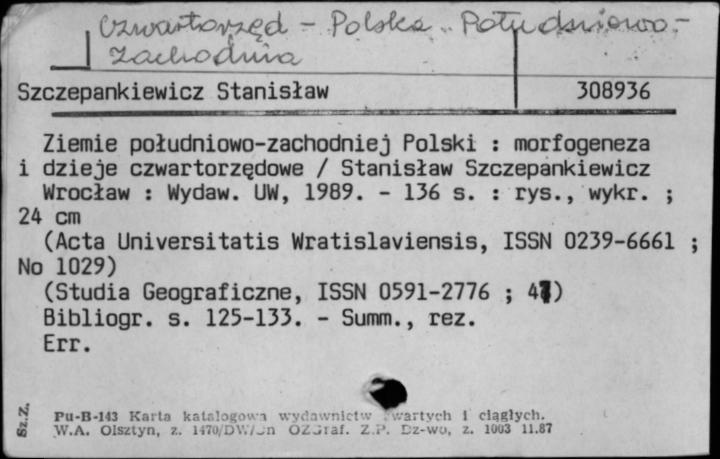 Czwartorzęd - Polska Południowo-
Zachodnia
Szczepankiewicz Stanisław 308936
Ziemie południowo-zachodniej Polski : morfogeneza
i dzieje czwartorzędowe / Stanisław Szczepankiewicz
Wrocław : Wydaw. UW, 1989. - 136 s. : rys., wykr. ;
24 cm
(Acta Universitatis Wratislaviensis, ISSN 0239-6661 ;
No 1029)
(Studia Geograficzne, ISSN 0591-2776 ; 47)
Bibliogr. s. 125-133. - Summ., rez.
Err.
Sz.Z.
Pu-B-143 Karta katalogowa wydawnictw zwartych i ciągłych.
W.A. Olsztyn, z. 1470/DW/Jn OZGraf. Z.P. Dz-wo, z. 1003 11.87